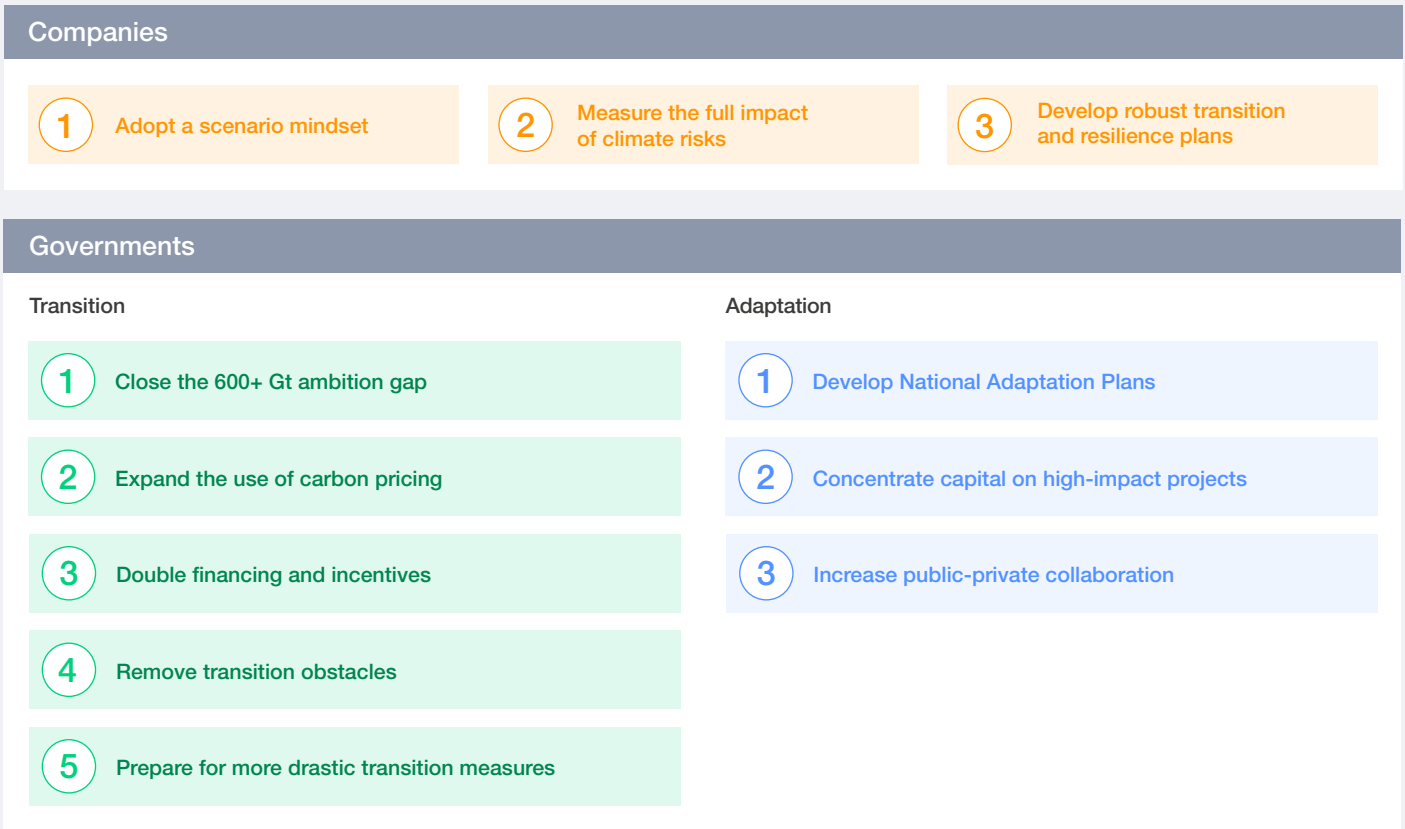 Companies
1 Adopt a scenario mindset
2 Measure the full impact
of climate risks
3 Develop robust transition
and resilience plans
Governments
Transition
1 Close the 600+ Gt ambition gap
2 Expand the use of carbon pricing
3 Double financing and incentives
4 Remove transition obstacles
5 Prepare for more drastic transition measures
Adaptation
1 Develop National Adaptation Plans
2 Concentrate capital on high-impact projects
3 Increase public-private collaboration